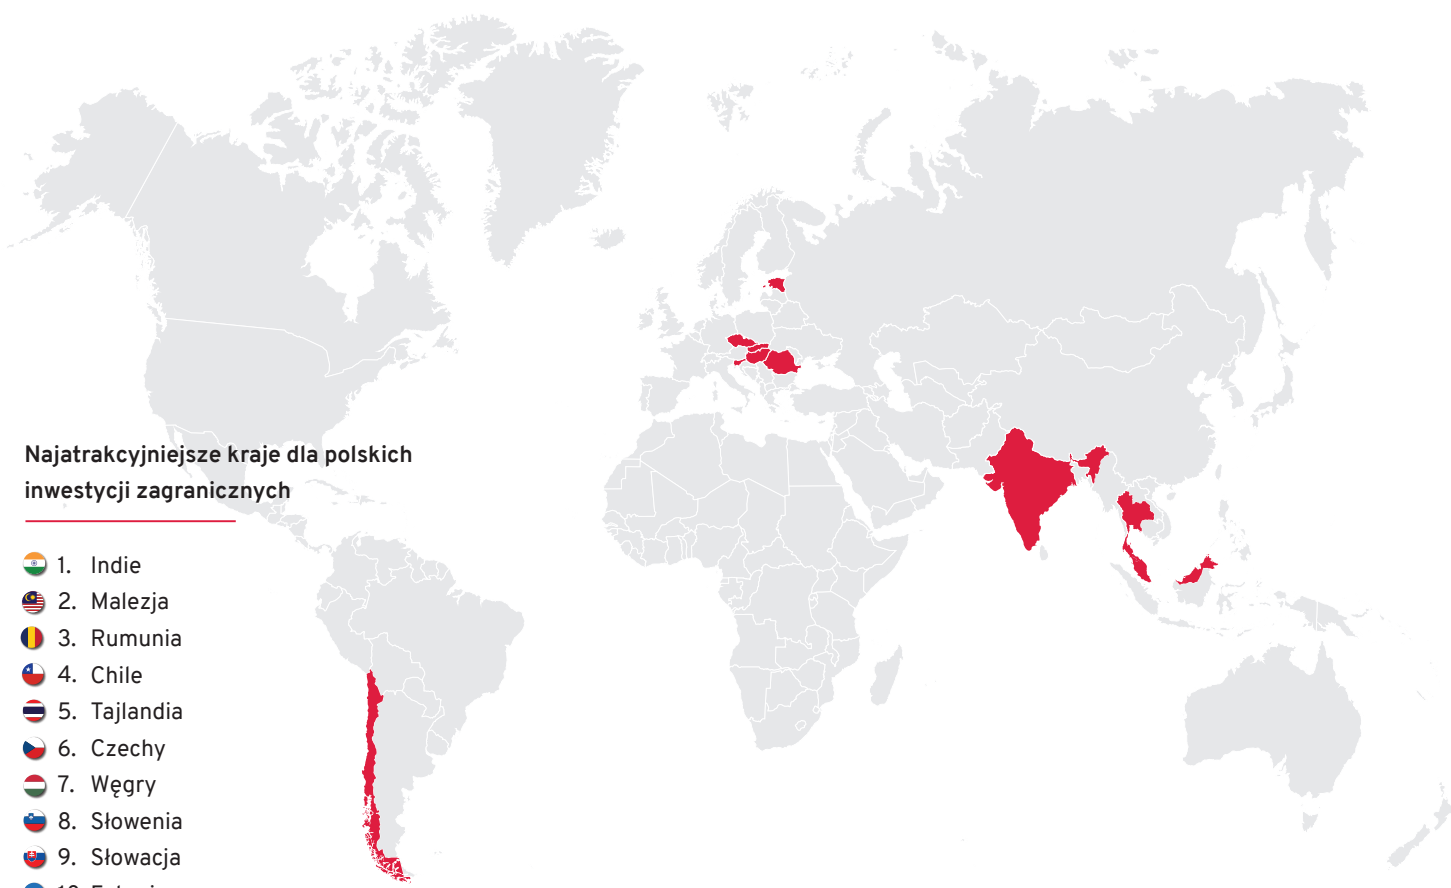 Najatrakcyjniejsze kraje dla polskich
inwestycji zagranicznych
1. Indie
2. Malezja
3. Rumunia
4. Chile
5. Tajlandia
6. Czechy
7. Węgry
8. Słowenia
9. Słowacja